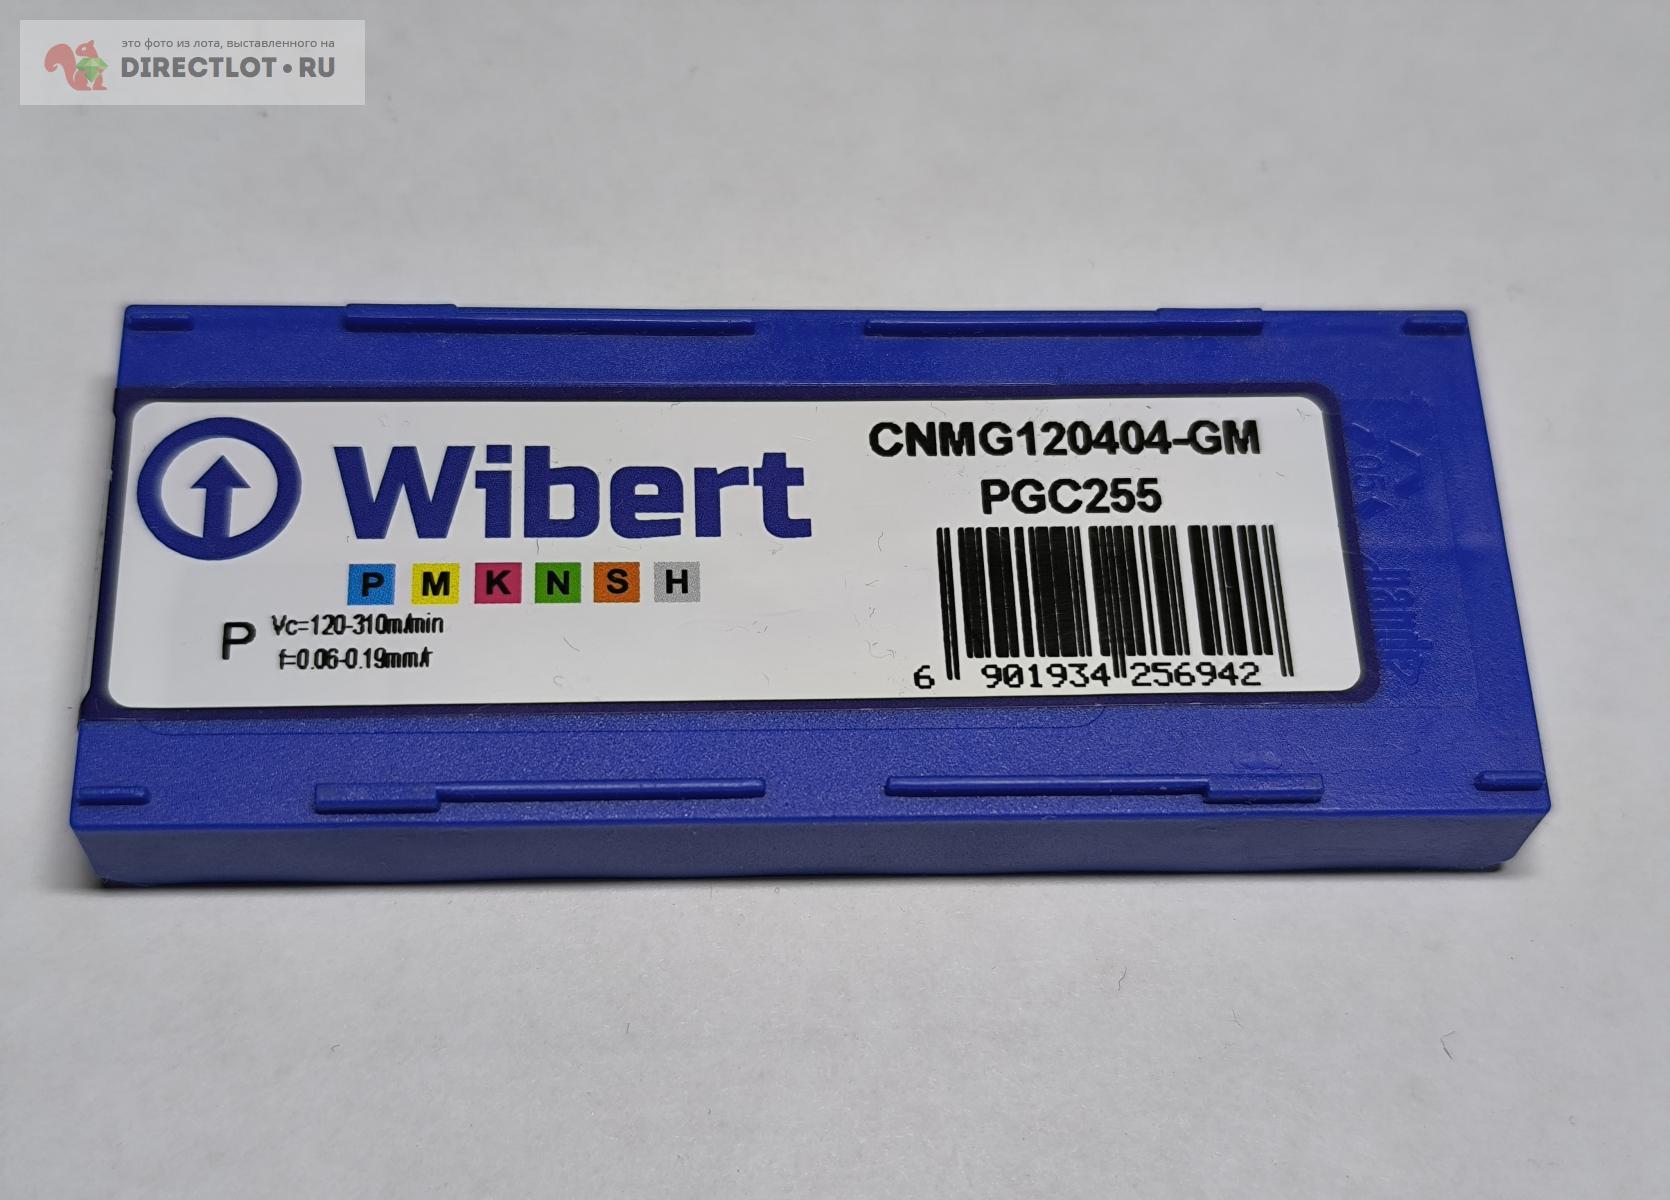 это фото из лота, выставленного на
DIRECTLOT•RU
Wibert
CNMG120404-GM
PGC255
P M K N S H
P
Vc=120-310m/min
f=0.06-0.19mm/r
6 901934 256942
05